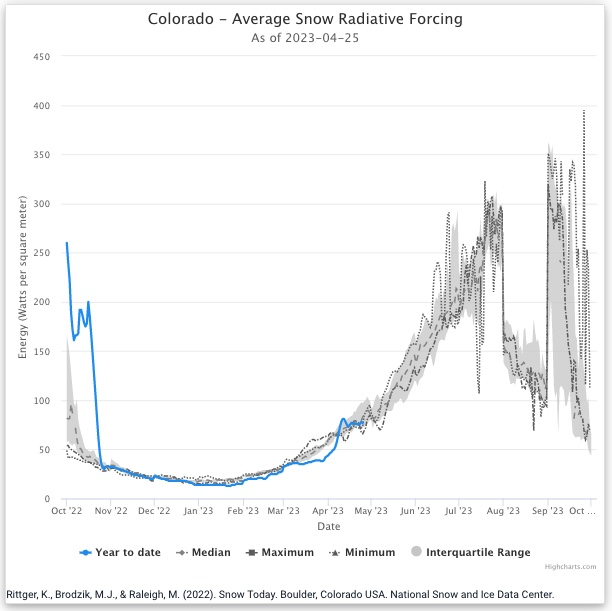 Colorado – Average Snow Radiative Forcing
As of 2023-04-25
Energy (Watts per square meter)
450
400
350
300
250
200
150
100
50
0
Oct '22 Nov '22 Dec '22 Jan '23 Feb '23 Mar '23 Apr '23 May '23 Jun '23 Jul '23 Aug '23 Sep '23 Oct ...
Date
Year to date Median Maximum Minimum Interquartile Range
Highcharts.com
Rittger, K., Brodzik, M.J., & Raleigh, M. (2022). Snow Today. Boulder, Colorado USA. National Snow and Ice Data Center.